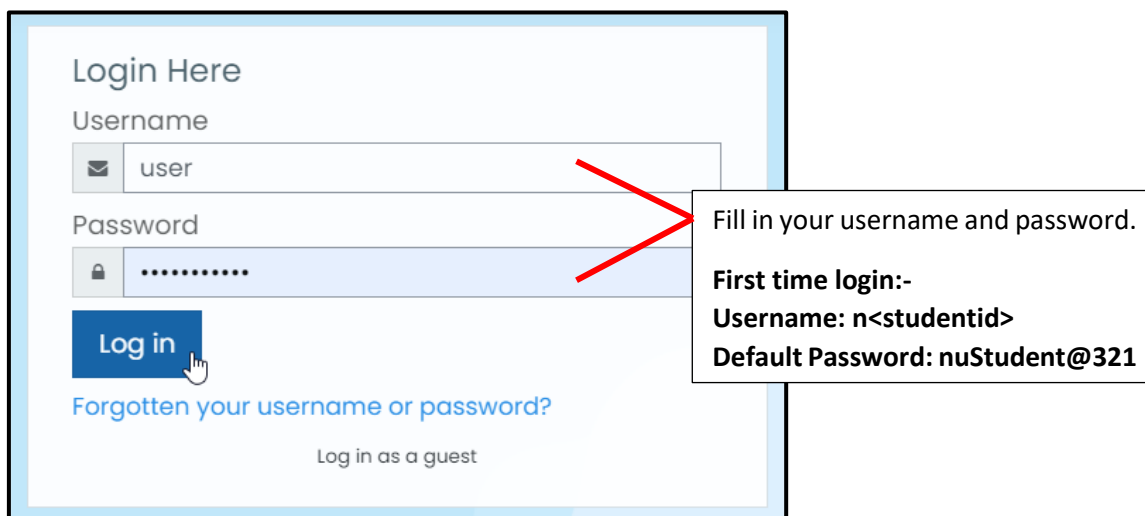 Login Here
Username
user
Password
•••••••••••
Log in
Forgotten your username or password?
Log in as a guest
Fill in your username and password.
First time login:-
Username: n<studentid>
Default Password: nuStudent@321